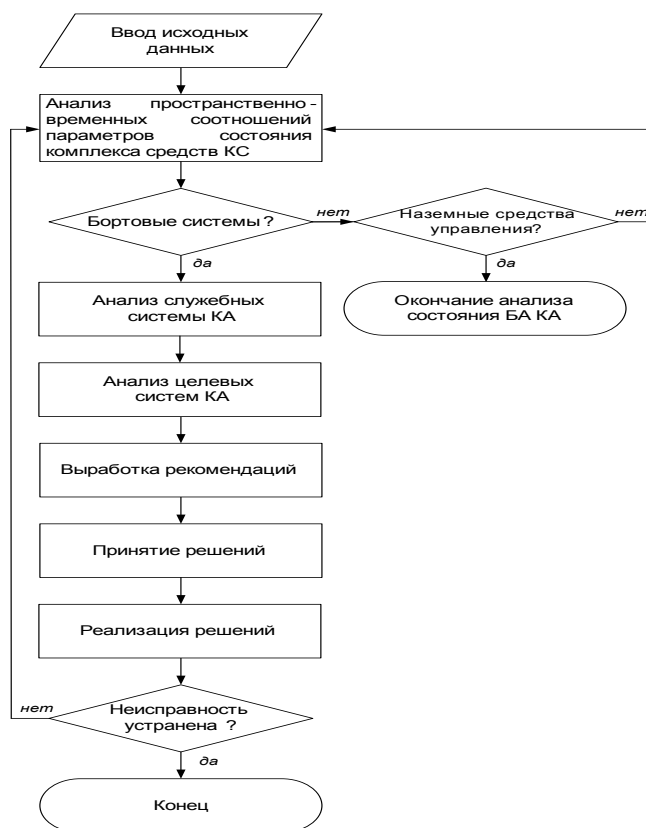 Ввод исходных
данных
Анализ пространственно -
временных соотношений
параметров состояния
комплекса средств КС
Бортовые системы ?
нет
Наземные средства
управления?
нет
да
да
Анализ служебных
системы КА
Окончание анализа
состояния БА КА
Анализ целевых
систем КА
Выработка рекомендаций
Принятие решений
Реализация решений
нет
Неисправность
устранена ?
да
Конец